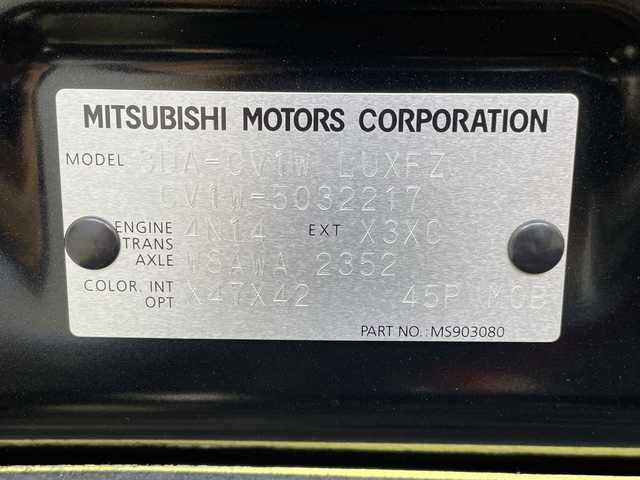 MITSUBISHI MOTORS CORPORATION
MODEL 3DA-CV1W LUXFZ
CV1W-5032217
ENGINE 4N14 EXT X3XC
TRANS
AXLE W8AWA 2352
COLOR. INT X47X42 45P MCB
OPT
PART NO.:MS903080